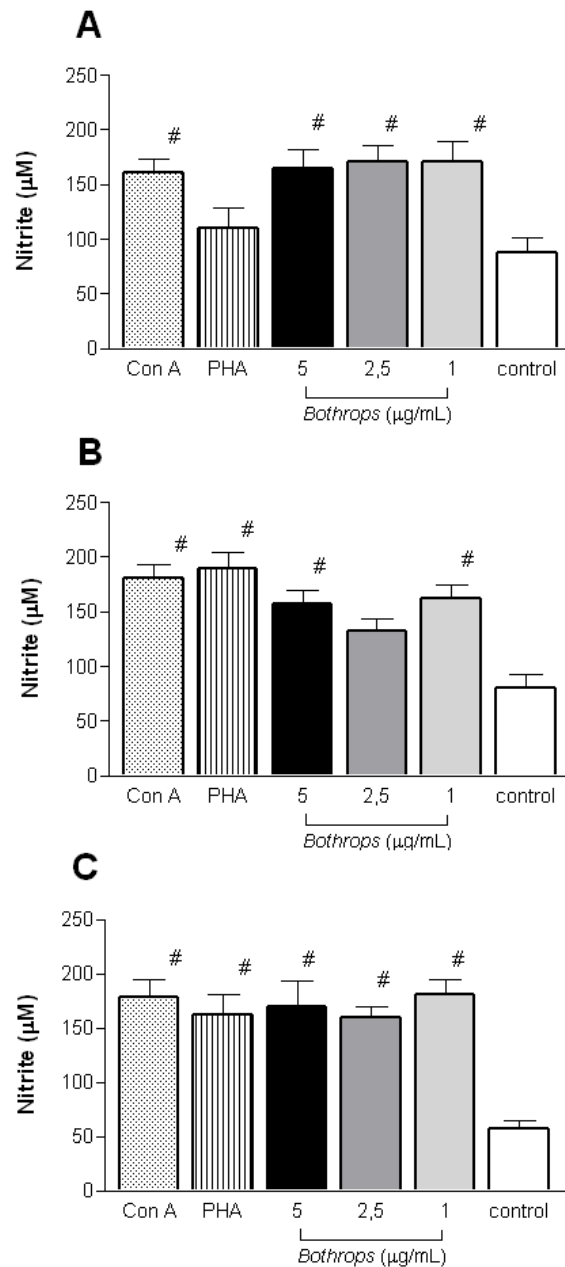 A
250
200
150
100
50
0
Nitrite (μM)
# # # #
Con A PHA 5 2,5 1 control
Bothrops (μg/mL)
B
250
200
150
100
50
0
Nitrite (μM)
# # # #
Con A PHA 5 2,5 1 control
Bothrops (μg/mL)
C
250
200
150
100
50
0
Nitrite (μM)
# # # # #
Con A PHA 5 2,5 1 control
Bothrops (μg/mL)